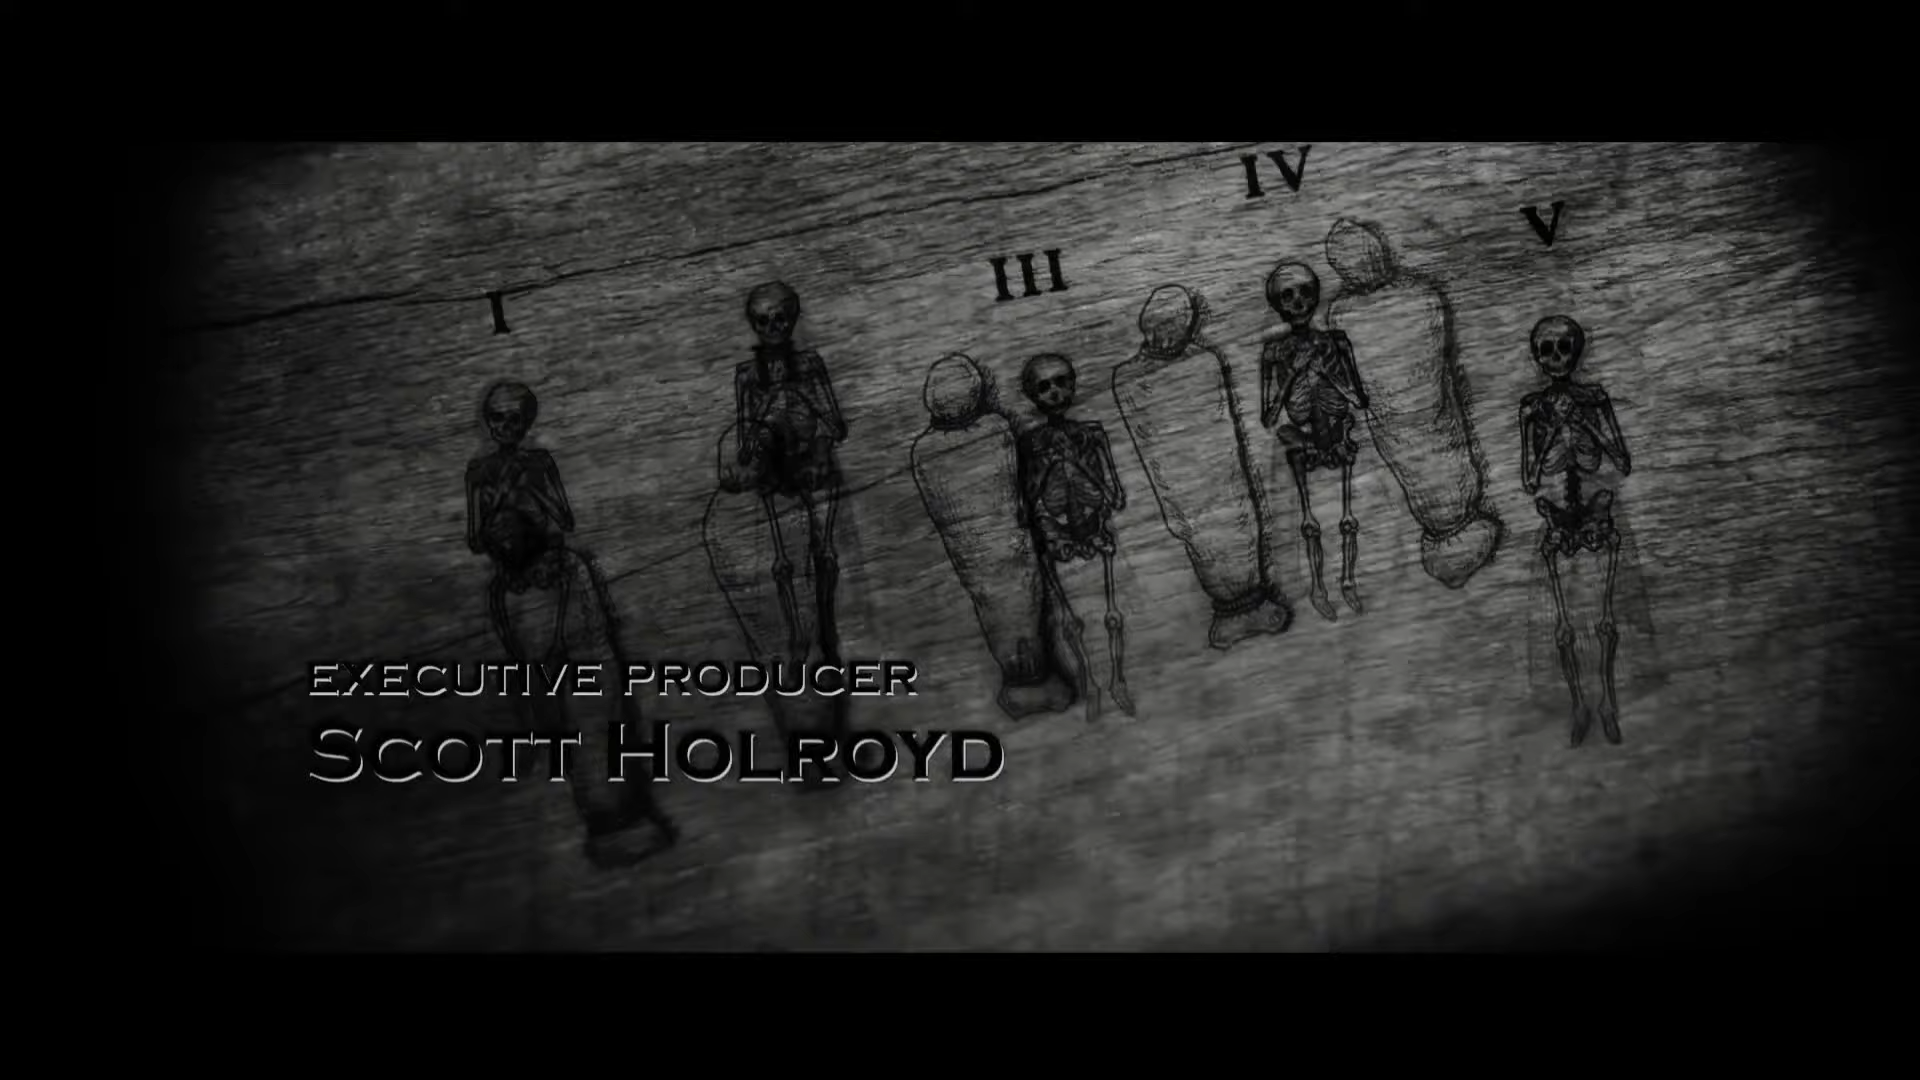 IV
V
III
I
EXECUTIVE PRODUCER
SCOTT HOLROYD